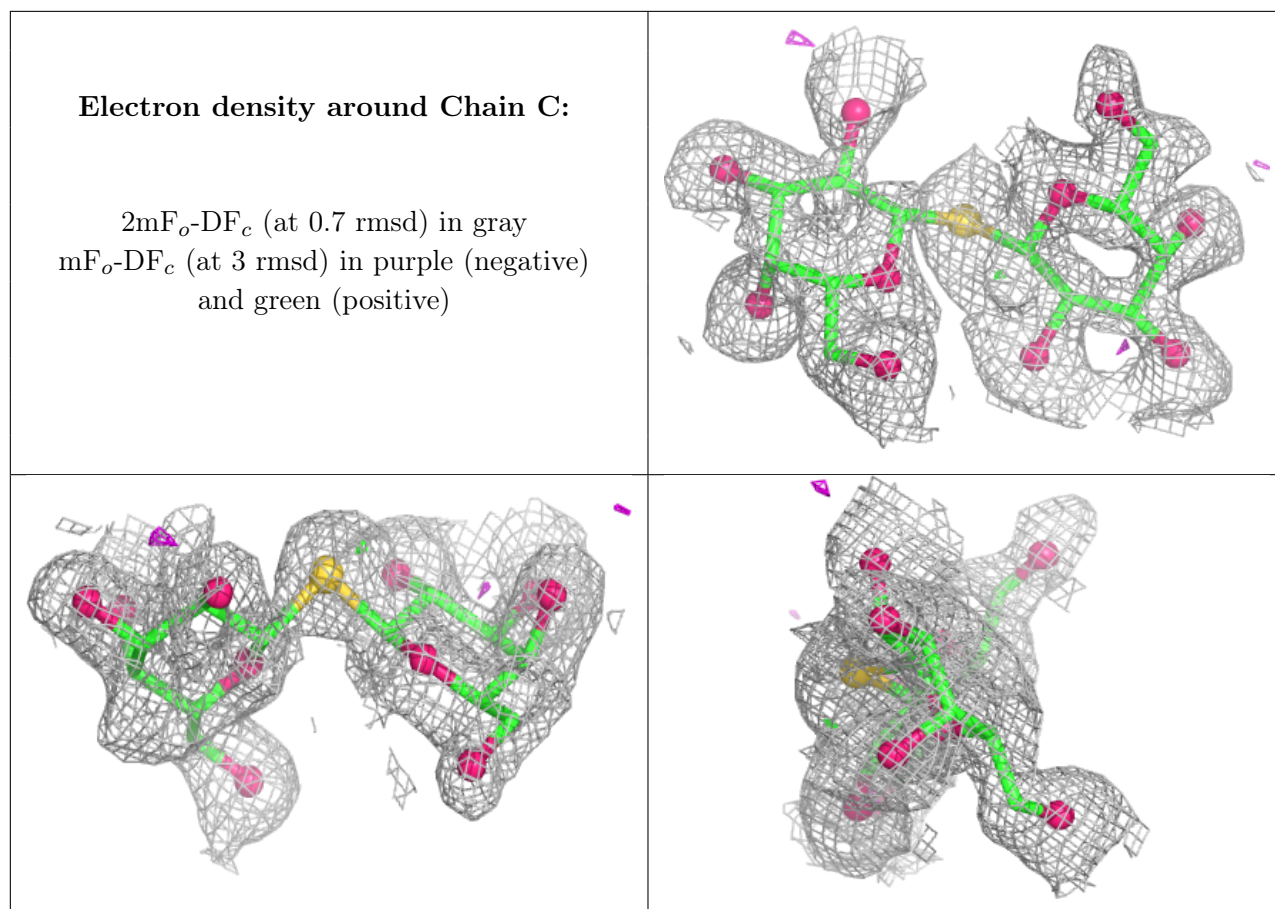 Electron density around Chain C:
2mFo-DFc (at 0.7 rmsd) in gray
mFo-DFc (at 3 rmsd) in purple (negative)
and green (positive)